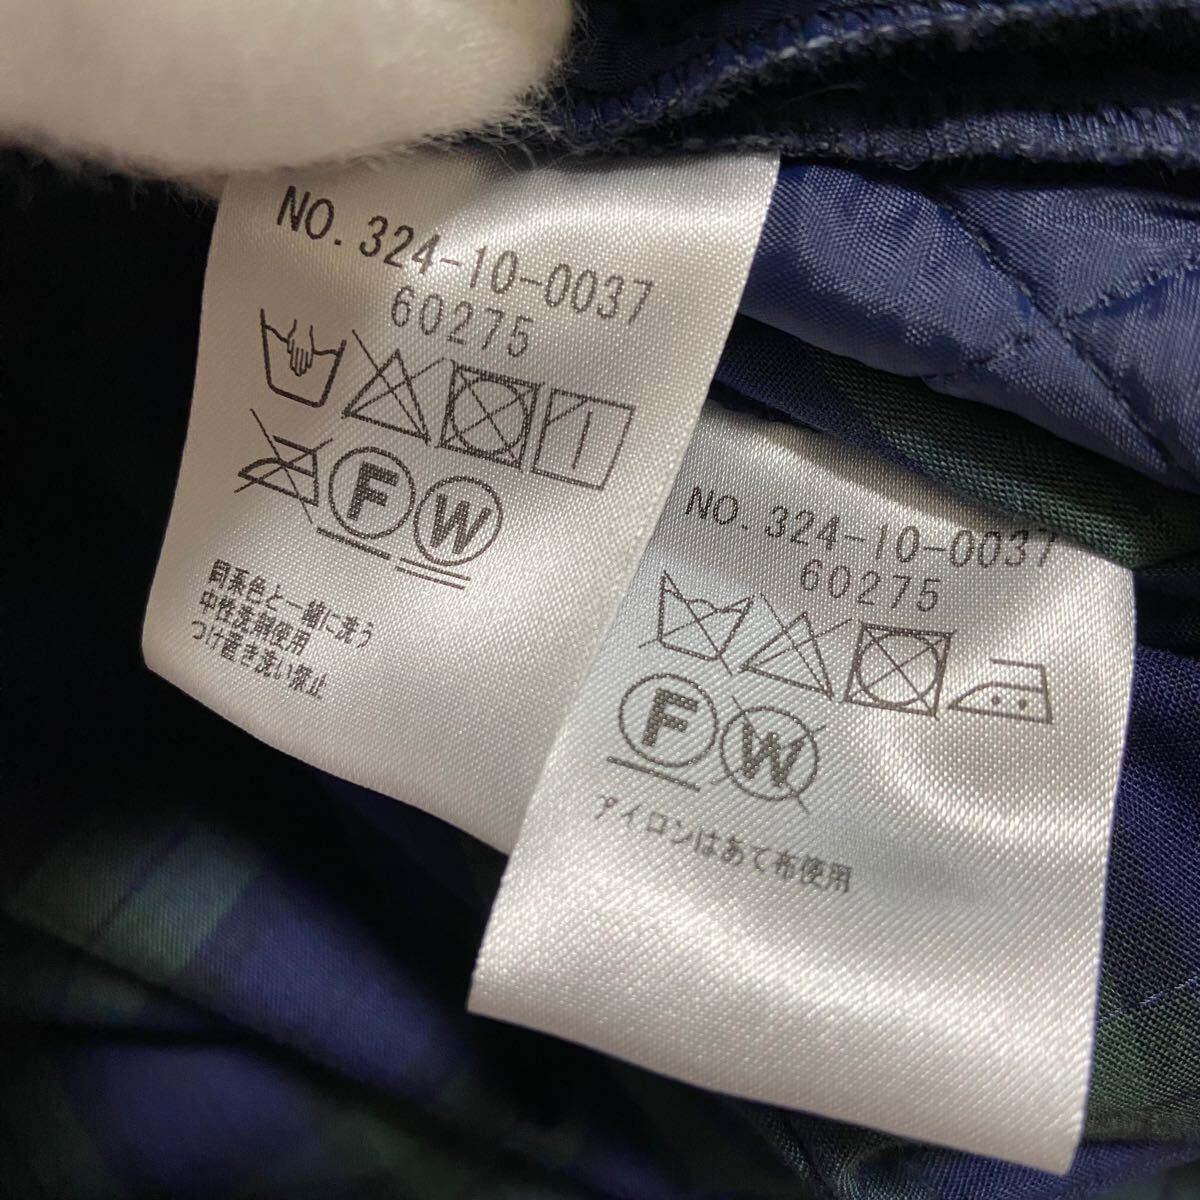 NO. 324-10-0037
60275
F W
同系色と一緒に洗う
中性洗剤使用
つけ置き洗い禁止
NO. 324-10-0037
60275
F W
アイロンはあて布使用